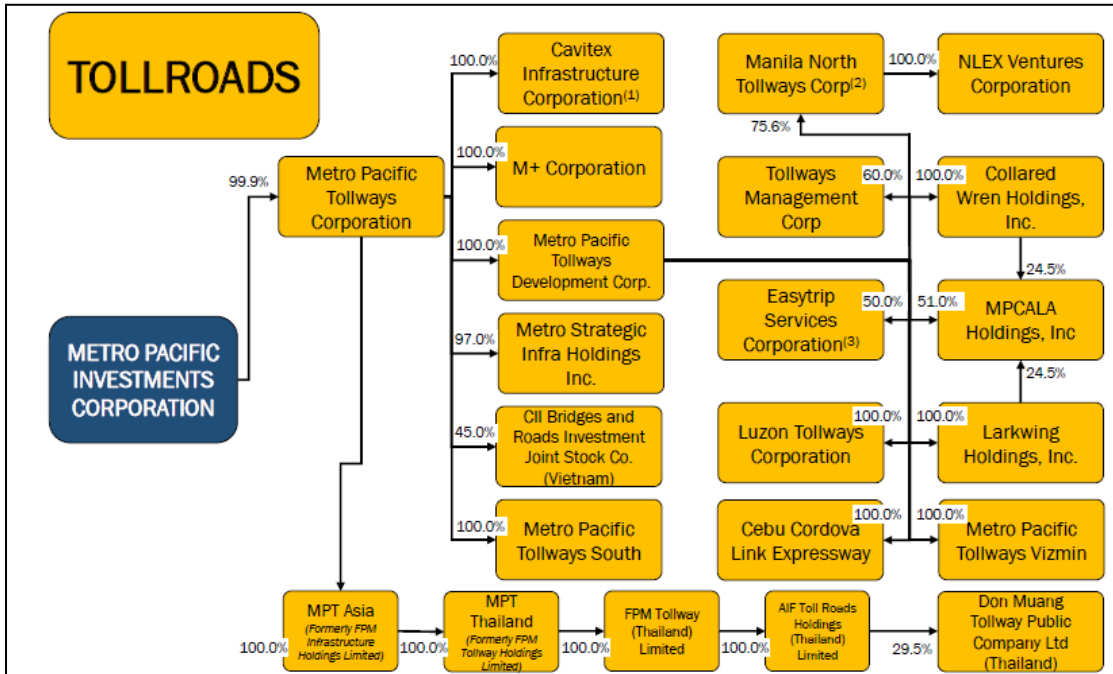 TOLLROADS
METRO PACIFIC
INVESTMENTS
CORPORATION
99.9%
Metro Pacific
Tollways
Corporation
100.0%
Cavitex
Infrastructure
Corporation(1)
100.0%
M+ Corporation
100.0%
Metro Pacific
Tollways
Development Corp.
97.0%
Metro Strategic
Infra Holdings
Inc.
45.0%
CII Bridges and
Roads Investment
Joint Stock Co.
(Vietnam)
100.0%
Metro Pacific
Tollways South
Manila North
Tollways Corp(2)
100.0%
NLEX Ventures
Corporation
75.6%
Tollways
Management
Corp
60.0%
100.0%
Collared
Wren Holdings,
Inc.
24.5%
Easytrip
Services
Corporation(3)
50.0%
51.0%
MPCALA
Holdings, Inc
24.5%
Luzon Tollways
Corporation
100.0%
100.0%
Larkwing
Holdings, Inc.
Cebu Cordova
Link Expressway
100.0%
100.0%
Metro Pacific
Tollways Vizmin
100.0%
MPT Asia
(Formerly FPM
Infrastructure
Holdings Limited)
100.0%
MPT
Thailand
(Formerly FPM
Tollway Holdings
Limited)
100.0%
FPM Tollway
(Thailand)
Limited
100.0%
AIF Toll Roads
Holdings
(Thailand)
Limited
29.5%
Don Muang
Tollway Public
Company Ltd
(Thailand)